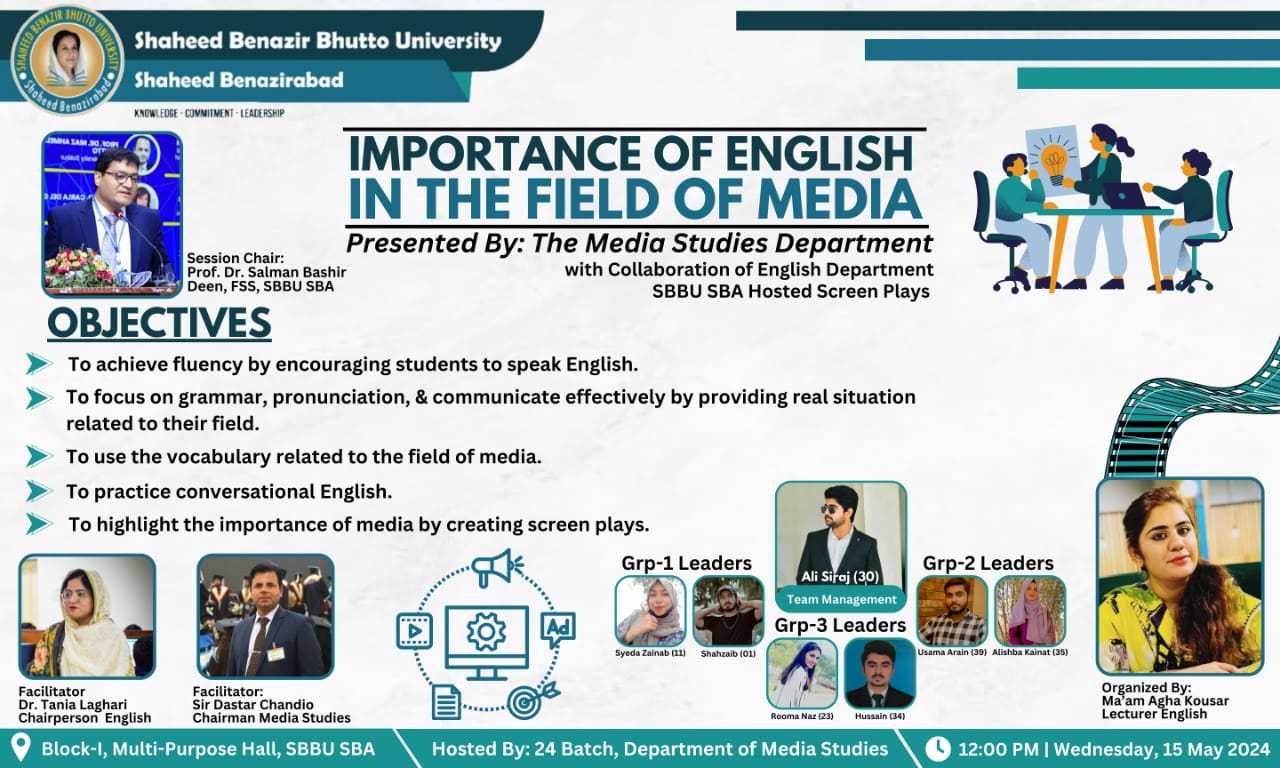 SHAHEED BENAZIR BHUTTO UNIVERSITY
Shaheed Benazirabad
Shaheed Benazir Bhutto University
Shaheed Benazirabad
KNOWLEDGE - COMMITMENT - LEADERSHIP
IMPORTANCE OF ENGLISH
IN THE FIELD OF MEDIA
Presented By: The Media Studies Department
with Collaboration of English Department
SBBU SBA Hosted Screen Plays
Session Chair:
Prof. Dr. Salman Bashir
Deen, FSS, SBBU SBA
OBJECTIVES
To achieve fluency by encouraging students to speak English.
To focus on grammar, pronunciation, & communicate effectively by providing real situation
related to their field.
To use the vocabulary related to the field of media.
To practice conversational English.
To highlight the importance of media by creating screen plays.
Facilitator
Dr. Tania Laghari
Chairperson English
Facilitator:
Sir Dastar Chandio
Chairman Media Studies
Ad
Grp-1 Leaders
Syeda Zainab (11)
Shahzaib (01)
Ali Siraj (30)
Team Management
Grp-3 Leaders
Rooma Naz (23)
Hussain (34)
Grp-2 Leaders
Usama Arain (39)
Alishba Kainat (35)
Organized By:
Ma'am Agha Kousar
Lecturer English
Block-I, Multi-Purpose Hall, SBBU SBA
Hosted By: 24 Batch, Department of Media Studies
12:00 PM | Wednesday, 15 May 2024